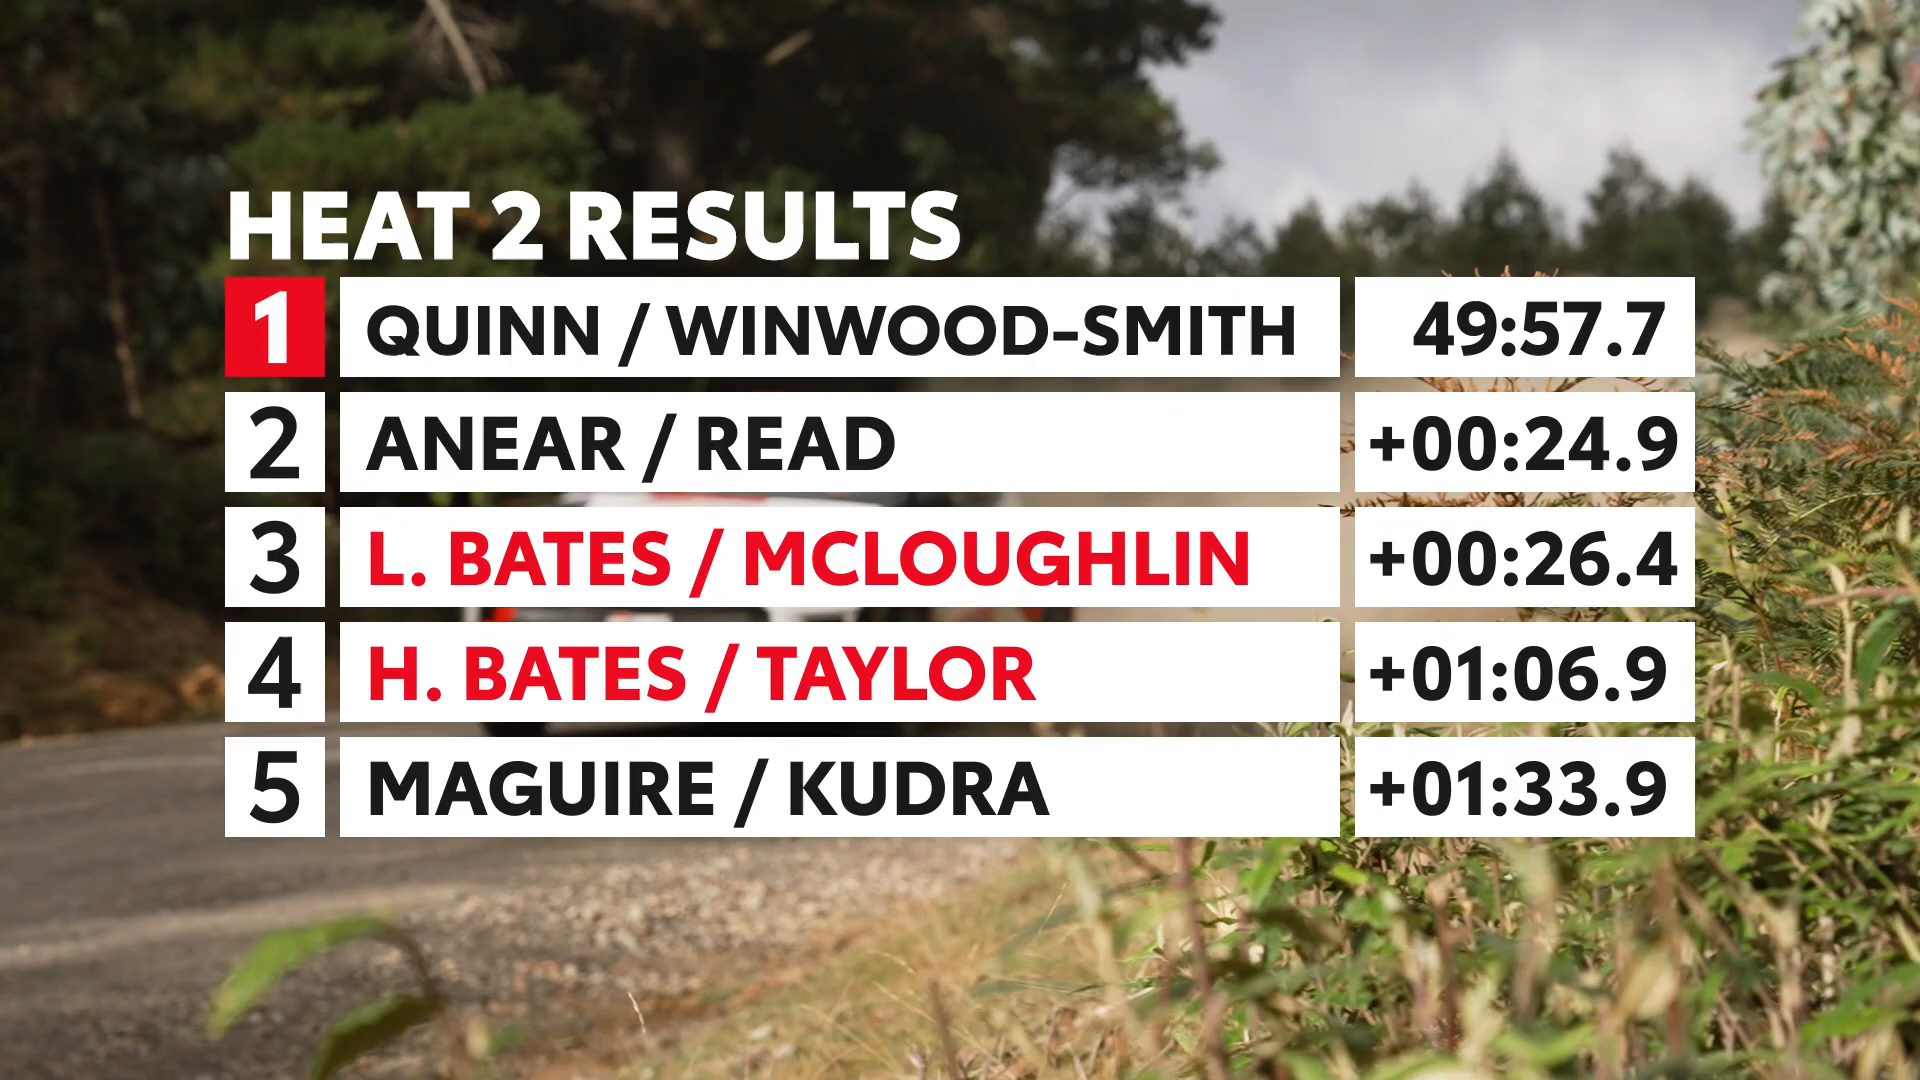 HEAT 2 RESULTS
1 QUINN / WINWOOD-SMITH 49:57.7
2 ANEAR / READ +00:24.9
3 L. BATES / MCLOUGHLIN +00:26.4
4 H. BATES / TAYLOR +01:06.9
5 MAGUIRE / KUDRA +01:33.9